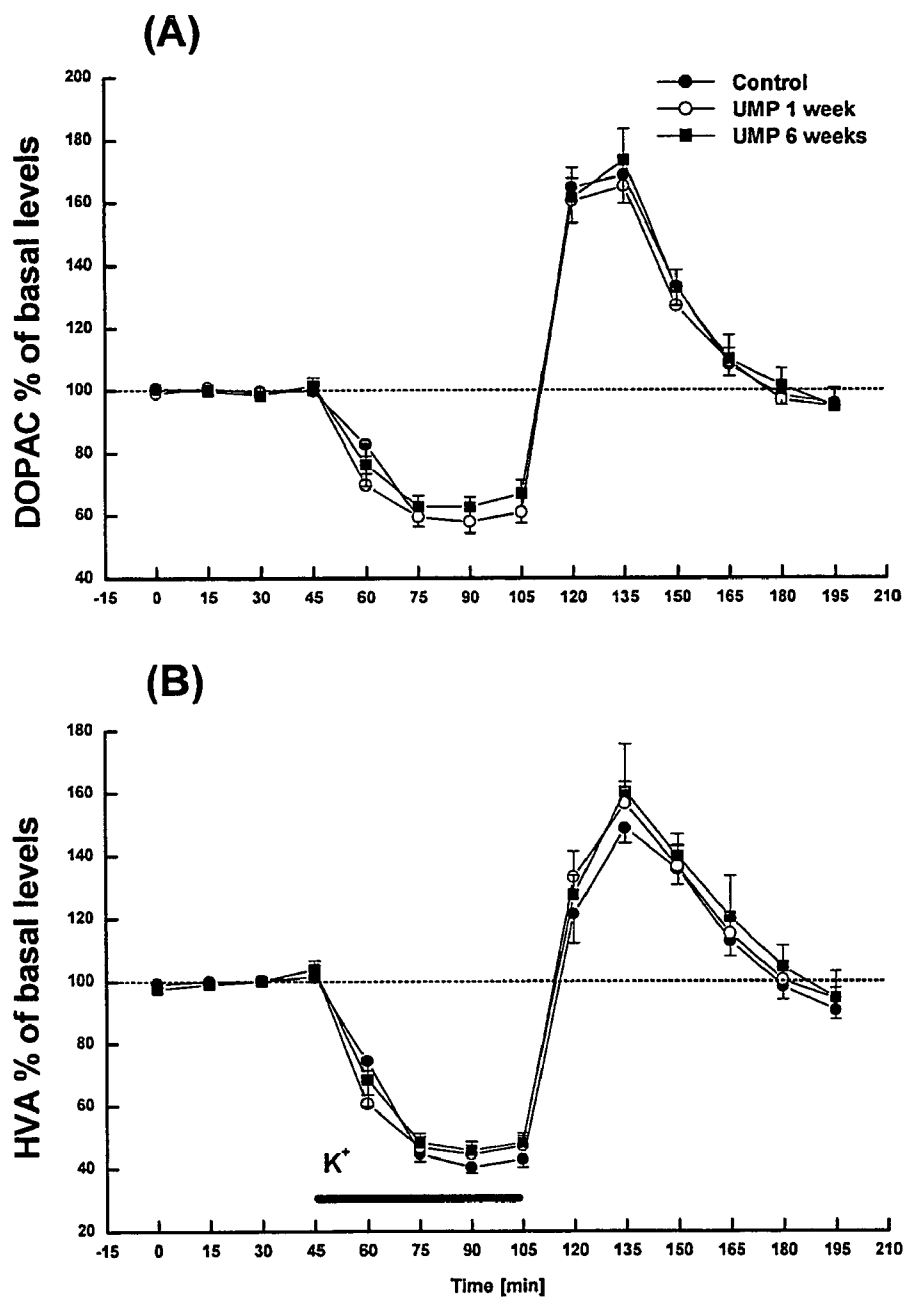 (A)
DOPAC % of basal levels
200
180
160
140
120
100
80
60
40
Control
UMP 1 week
UMP 6 weeks
-15 0 15 30 45 60 75 90 105 120 135 150 165 180 195 210
(B)
HVA % of basal levels
180
160
140
120
100
80
60
40
20
K+
-15 0 15 30 45 60 75 90 105 120 135 150 165 180 195 210
Time [min]